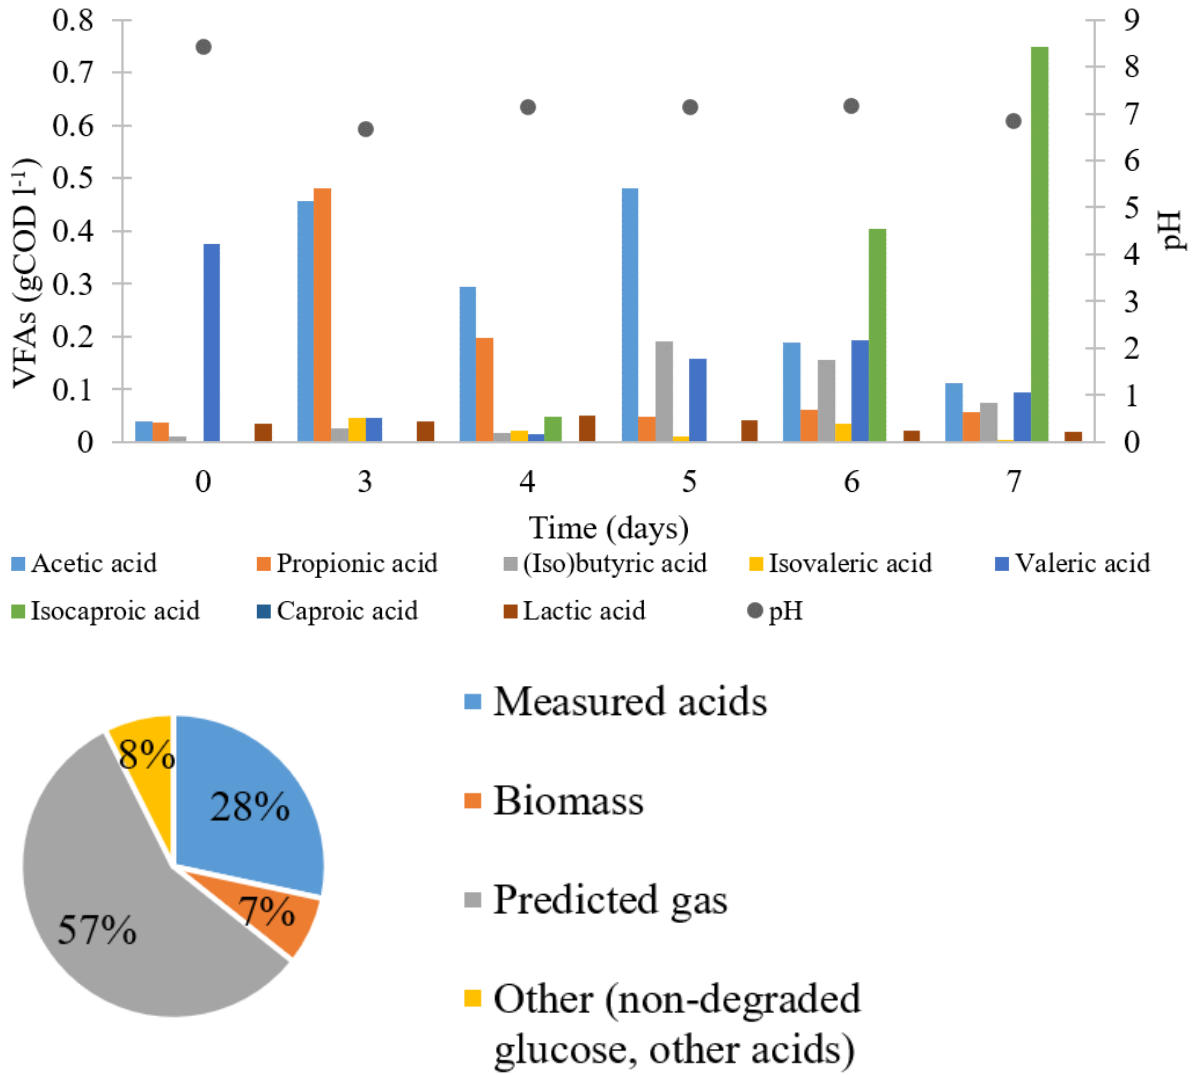 0.8
0.7
0.6
0.5
0.4
0.3
0.2
0.1
0
VFAs (gCOD l-1)
9
8
7
6
5
4
3
2
1
0
pH
0 3 4 5 6 7
Time (days)
Acetic acid Propionic acid (Iso)butyric acid Isovaleric acid Valeric acid
Isocaproic acid Caproic acid Lactic acid pH
8%
28%
7%
57%
Measured acids
Biomass
Predicted gas
Other (non-degraded
glucose, other acids)